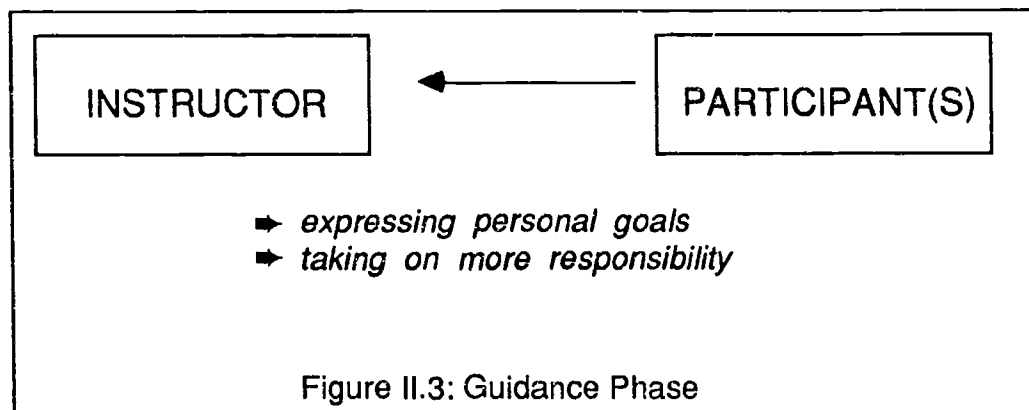 INSTRUCTOR
PARTICIPANT(S)
➨ expressing personal goals
➨ taking on more responsibility
Figure II.3: Guidance Phase